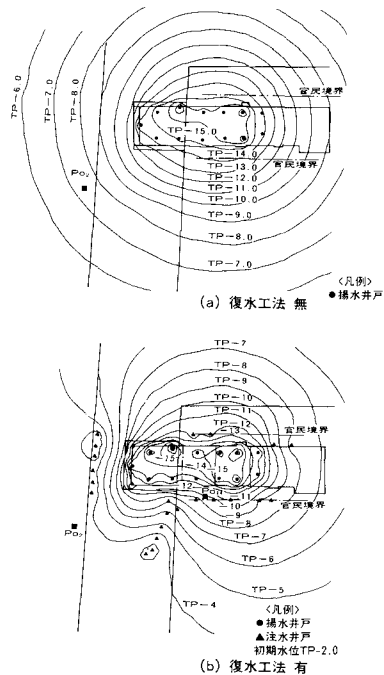 TP-6.0
TP-7.0
TP-8.0
官民境界
TP-15.0
TP-14.0
官民境界
TP-13.0
TP-12.0
TP-11.0
TP-10.0
TP-9.0
TP-8.0
TP-7.0
Po₂
〈凡例〉
●揚水井戸
(a) 復水工法 無
TP-7
TP-8
TP-9
TP-10
TP-11
TP-12
-13
官民境界
-15
-14
-15
-12
-11
-10
官民境界
-9
TP-8
TP-7
TP-6
TP-5
TP-4
Po₂
〈凡例〉
●揚水井戸
▲注水井戸
初期水位TP-2.0
(b) 復水工法 有